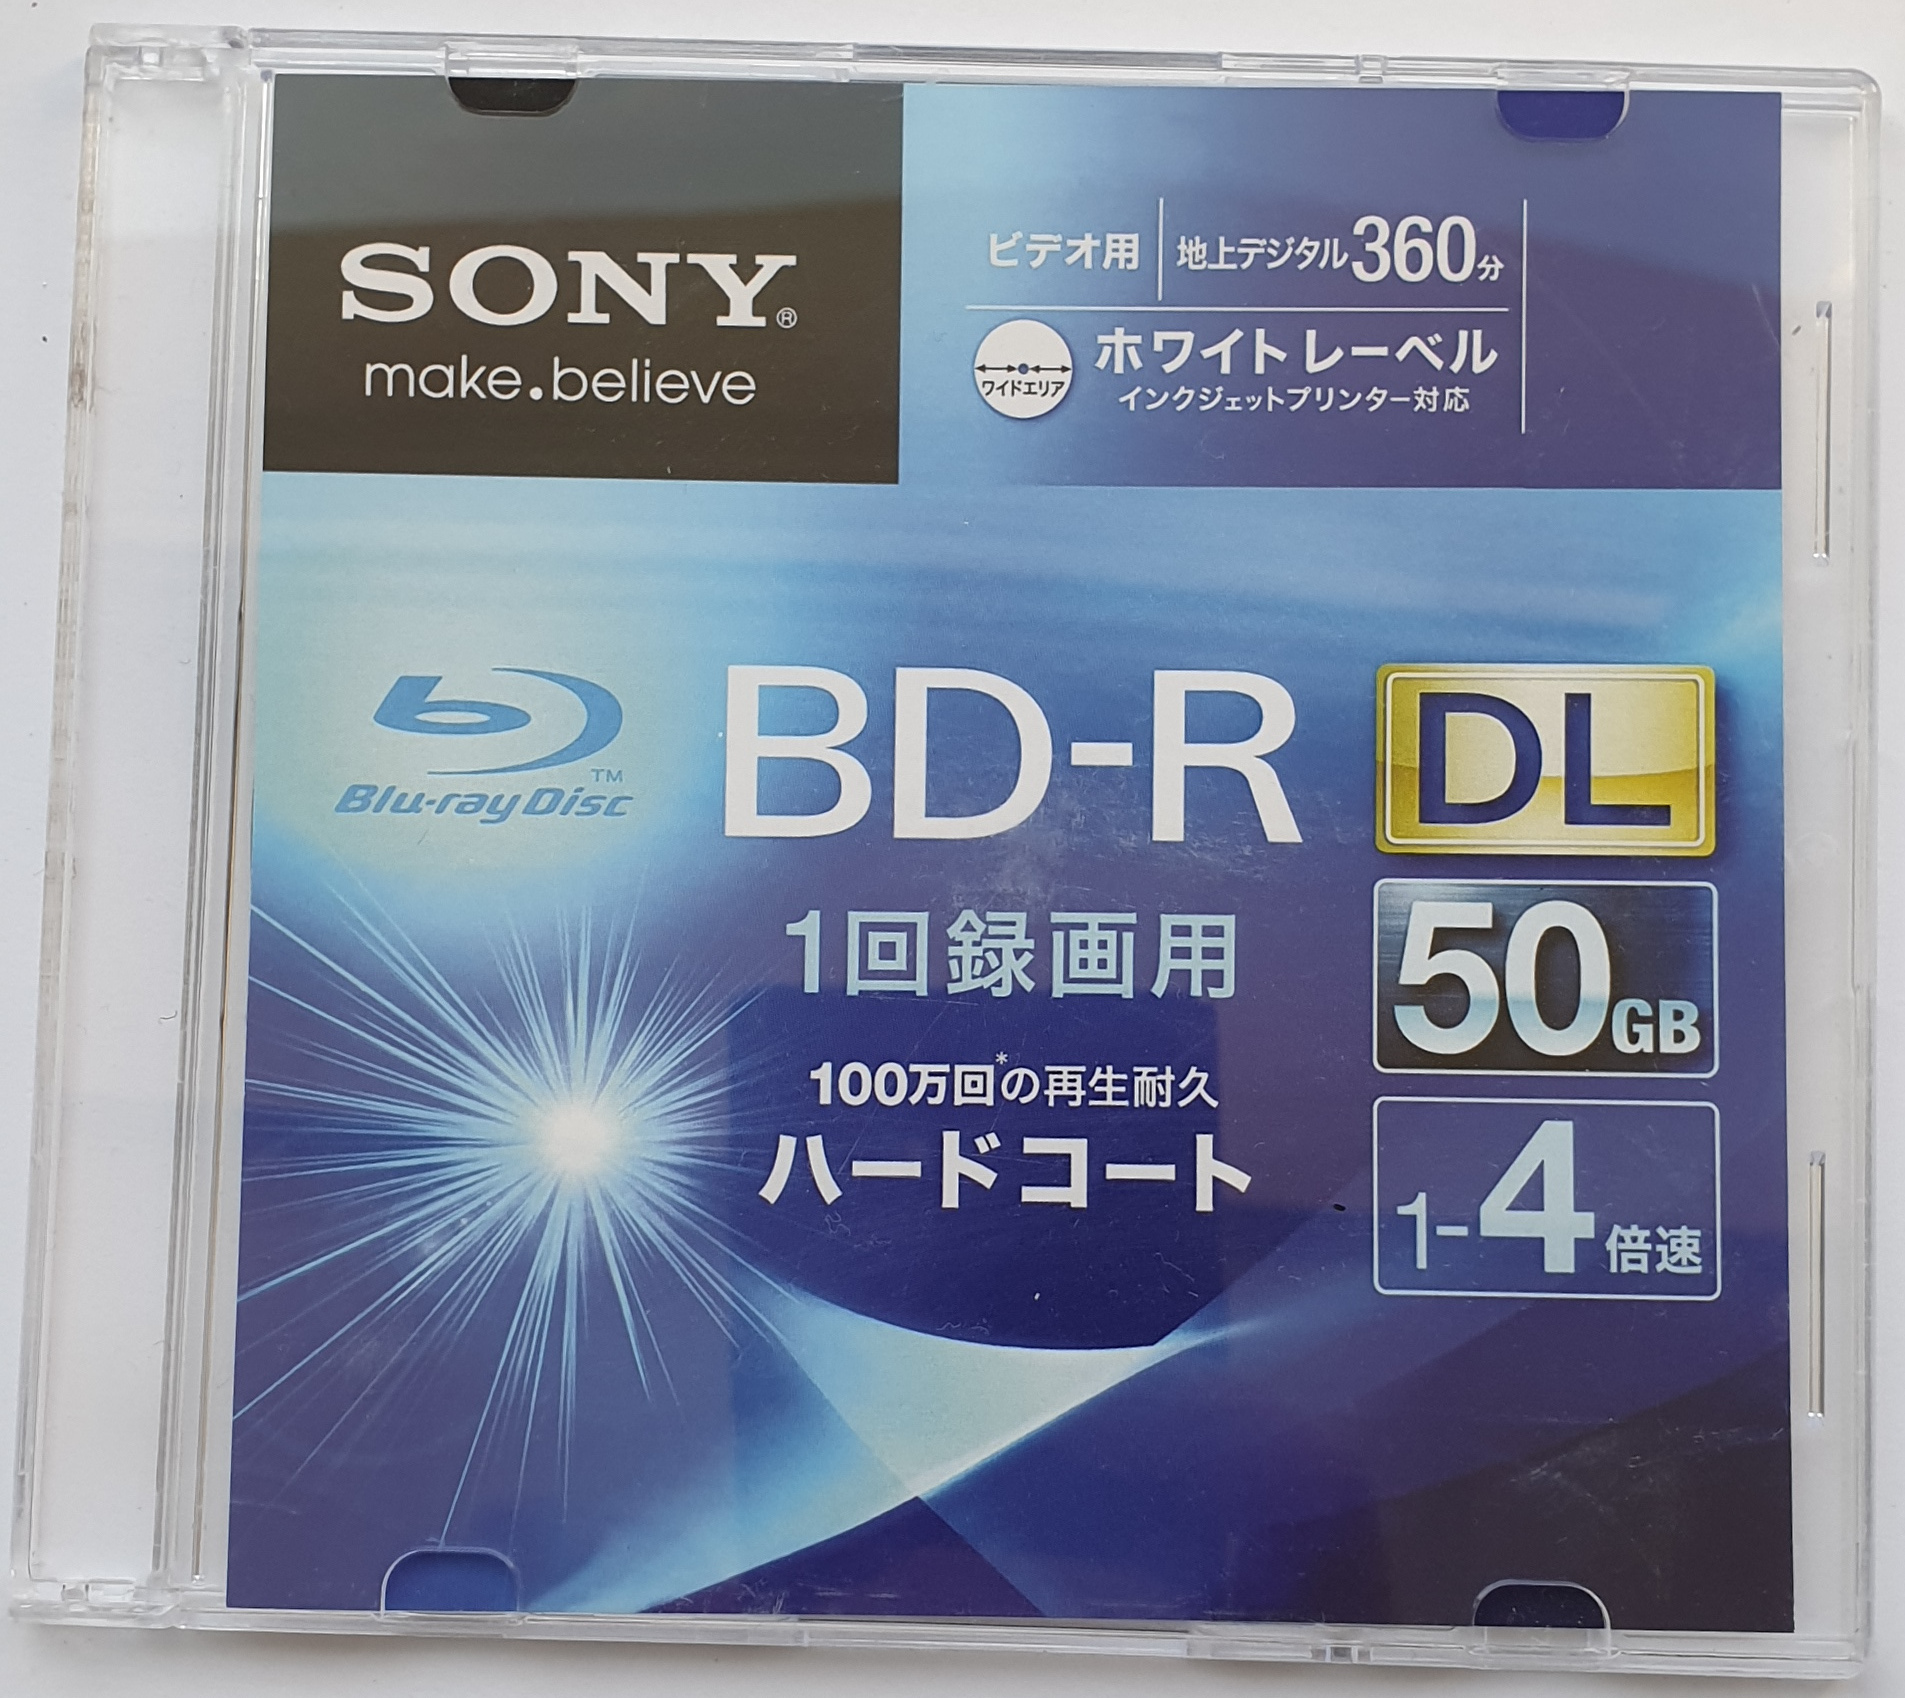 SONY®
make.believe
ビデオ用 地上デジタル360分
ワイドエリア
ホワイトレーベル
インクジェットプリンター対応
Blu-ray Disc™
BD-R DL
1回録画用
50GB
100万回*の再生耐久
ハードコート
1-4倍速